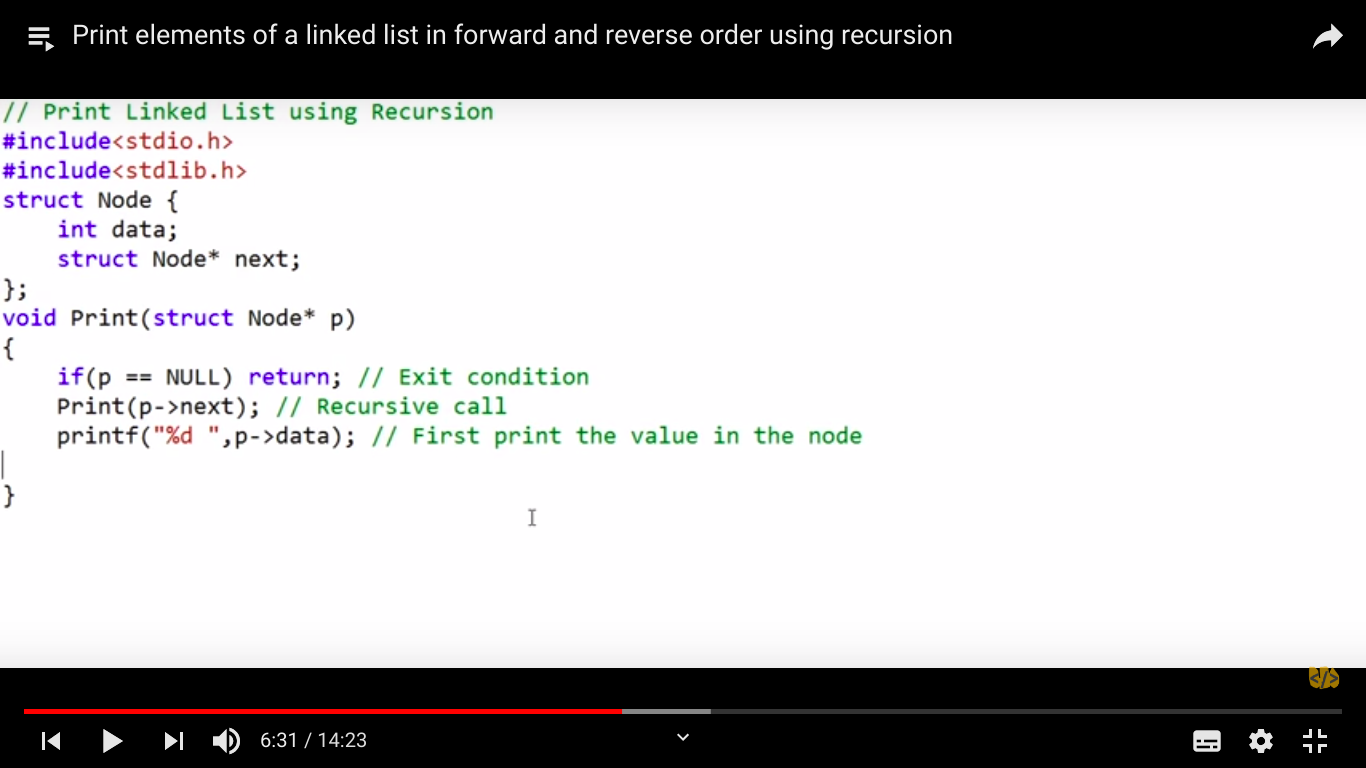 Print elements of a linked list in forward and reverse order using recursion
// Print Linked List using Recursion
#include<stdio.h>
#include<stdlib.h>
struct Node {
    int data;
    struct Node* next;
};
void Print(struct Node* p)
{
    if(p == NULL) return; // Exit condition
    Print(p->next); // Recursive call
    printf("%d ",p->data); // First print the value in the node
}
</>
6:31 / 14:23